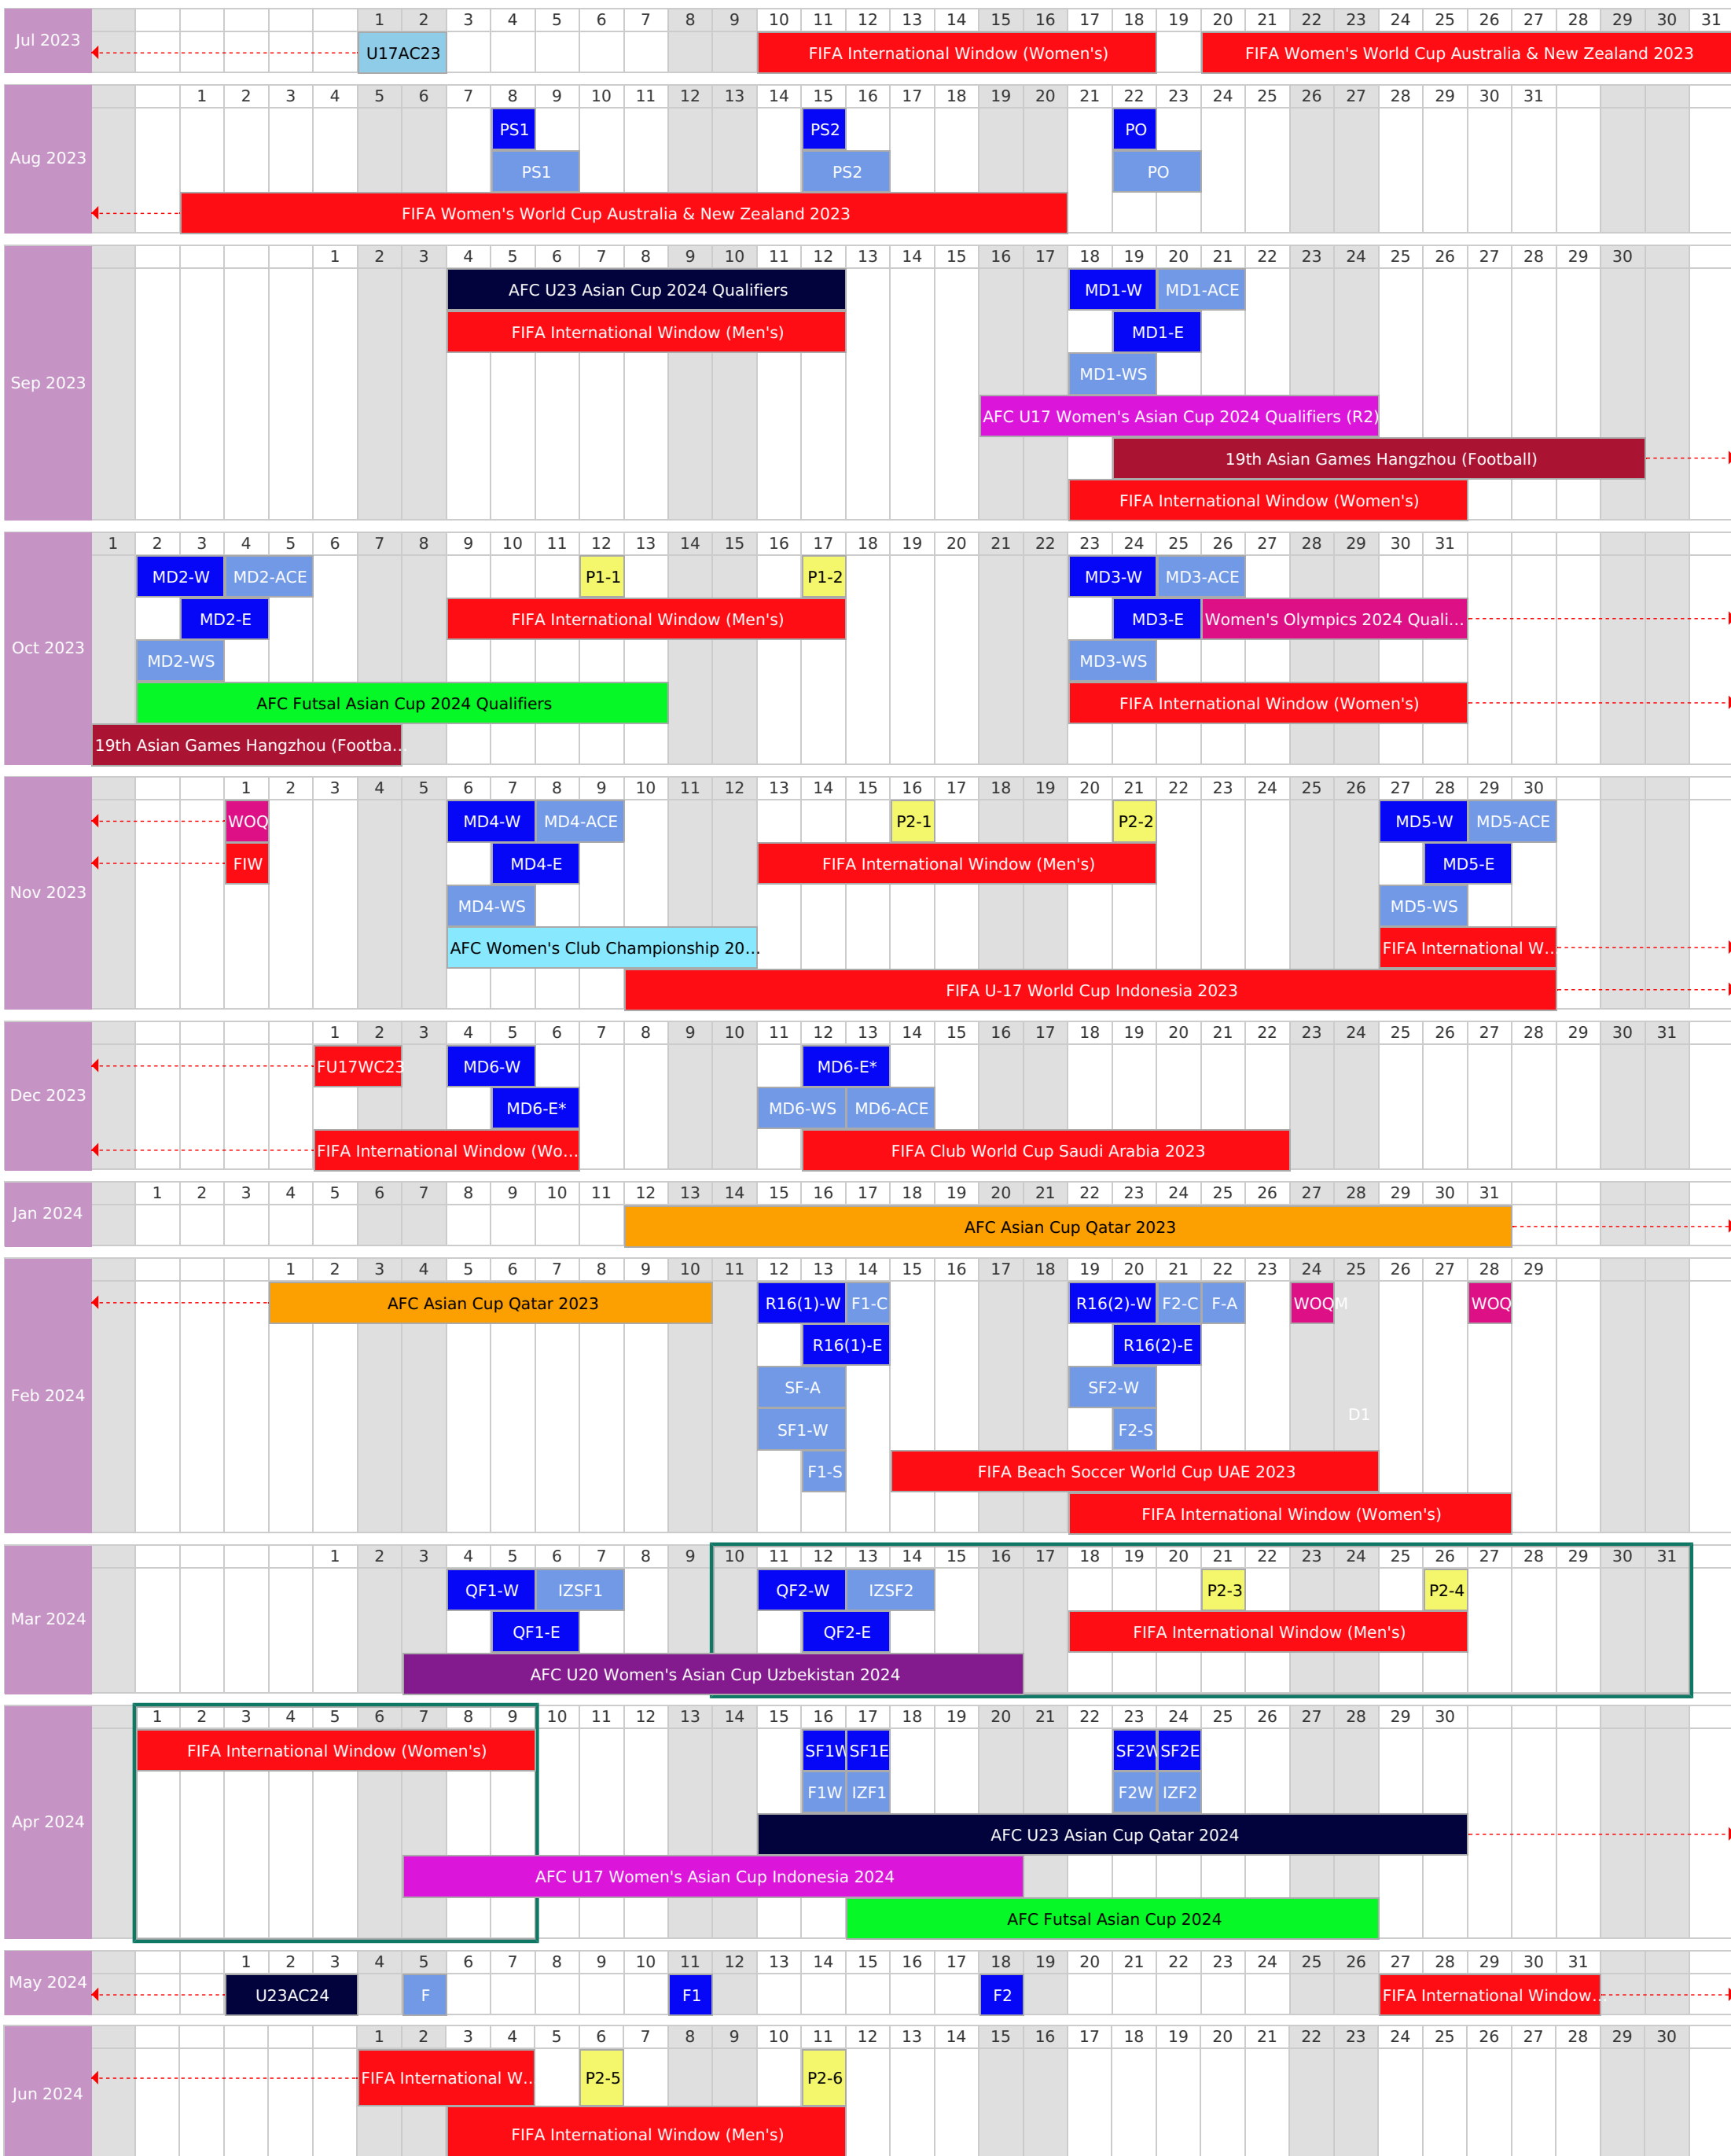 Jul 2023
1 2 3 4 5 6 7 8 9 10 11 12 13 14 15 16 17 18 19 20 21 22 23 24 25 26 27 28 29 30 31
U17AC23 FIFA International Window (Women's) FIFA Women's World Cup Australia & New Zealand 2023
Aug 2023
1 2 3 4 5 6 7 8 9 10 11 12 13 14 15 16 17 18 19 20 21 22 23 24 25 26 27 28 29 30 31
PS1 PS2 PO
PS1 PS2 PO
FIFA Women's World Cup Australia & New Zealand 2023
Sep 2023
1 2 3 4 5 6 7 8 9 10 11 12 13 14 15 16 17 18 19 20 21 22 23 24 25 26 27 28 29 30
AFC U23 Asian Cup 2024 Qualifiers MD1-W MD1-ACE
FIFA International Window (Men's) MD1-E
MD1-WS
AFC U17 Women's Asian Cup 2024 Qualifiers (R2)
19th Asian Games Hangzhou (Football)
FIFA International Window (Women's)
Oct 2023
1 2 3 4 5 6 7 8 9 10 11 12 13 14 15 16 17 18 19 20 21 22 23 24 25 26 27 28 29 30 31
MD2-W MD2-ACE P1-1 P1-2 MD3-W MD3-ACE
MD2-E FIFA International Window (Men's) MD3-E Women's Olympics 2024 Quali...
MD2-WS MD3-WS
AFC Futsal Asian Cup 2024 Qualifiers FIFA International Window (Women's)
19th Asian Games Hangzhou (Footba...
Nov 2023
1 2 3 4 5 6 7 8 9 10 11 12 13 14 15 16 17 18 19 20 21 22 23 24 25 26 27 28 29 30
WOQ MD4-W MD4-ACE P2-1 P2-2 MD5-W MD5-ACE
FIW MD4-E FIFA International Window (Men's) MD5-E
MD4-WS MD5-WS
AFC Women's Club Championship 20... FIFA International W...
FIFA U-17 World Cup Indonesia 2023
Dec 2023
1 2 3 4 5 6 7 8 9 10 11 12 13 14 15 16 17 18 19 20 21 22 23 24 25 26 27 28 29 30 31
FU17WC23 MD6-W MD6-E*
MD6-E* MD6-WS MD6-ACE
FIFA International Window (Wo... FIFA Club World Cup Saudi Arabia 2023
Jan 2024
1 2 3 4 5 6 7 8 9 10 11 12 13 14 15 16 17 18 19 20 21 22 23 24 25 26 27 28 29 30 31
AFC Asian Cup Qatar 2023
Feb 2024
1 2 3 4 5 6 7 8 9 10 11 12 13 14 15 16 17 18 19 20 21 22 23 24 25 26 27 28 29
AFC Asian Cup Qatar 2023 R16(1)-W F1-C R16(2)-W F2-C F-A WOQM WOQ
R16(1)-E R16(2)-E
SF-A SF2-W
D1
SF1-W F2-S
F1-S FIFA Beach Soccer World Cup UAE 2023
FIFA International Window (Women's)
Mar 2024
1 2 3 4 5 6 7 8 9 10 11 12 13 14 15 16 17 18 19 20 21 22 23 24 25 26 27 28 29 30 31
QF1-W IZSF1 QF2-W IZSF2 P2-3 P2-4
QF1-E QF2-E FIFA International Window (Men's)
AFC U20 Women's Asian Cup Uzbekistan 2024
Apr 2024
1 2 3 4 5 6 7 8 9 10 11 12 13 14 15 16 17 18 19 20 21 22 23 24 25 26 27 28 29 30
FIFA International Window (Women's) SF1W SF1E SF2W SF2E
F1W IZF1 F2W IZF2
AFC U23 Asian Cup Qatar 2024
AFC U17 Women's Asian Cup Indonesia 2024
AFC Futsal Asian Cup 2024
May 2024
1 2 3 4 5 6 7 8 9 10 11 12 13 14 15 16 17 18 19 20 21 22 23 24 25 26 27 28 29 30 31
U23AC24 F F1 F2 FIFA International Window...
Jun 2024
1 2 3 4 5 6 7 8 9 10 11 12 13 14 15 16 17 18 19 20 21 22 23 24 25 26 27 28 29 30
FIFA International W... P2-5 P2-6
FIFA International Window (Men's)